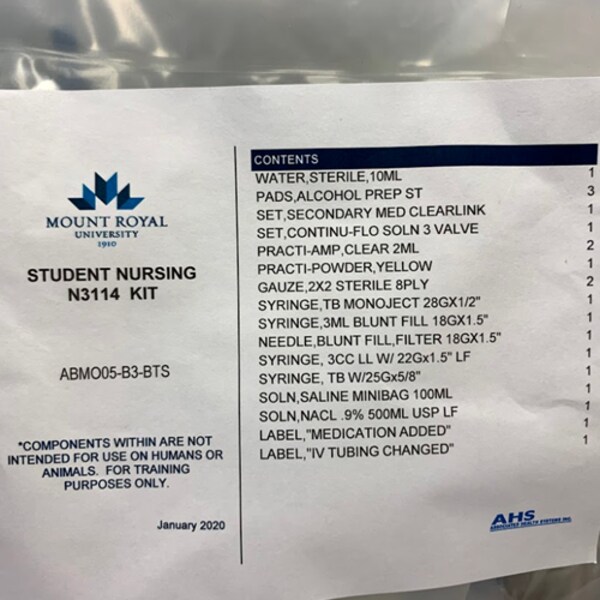 MOUNT ROYAL
UNIVERSITY
1910
STUDENT NURSING
N3114 KIT
ABMO05-B3-BTS
*COMPONENTS WITHIN ARE NOT
INTENDED FOR USE ON HUMANS OR
ANIMALS. FOR TRAINING
PURPOSES ONLY.
January 2020
CONTENTS
WATER,STERILE,10ML 1
PADS,ALCOHOL PREP ST 3
SET,SECONDARY MED CLEARLINK 1
SET,CONTINU-FLO SOLN 3 VALVE 1
PRACTI-AMP,CLEAR 2ML 2
PRACTI-POWDER,YELLOW 1
GAUZE,2X2 STERILE 8PLY 2
SYRINGE,TB MONOJECT 28GX1/2" 1
SYRINGE,3ML BLUNT FILL 18GX1.5" 1
NEEDLE,BLUNT FILL,FILTER 18GX1.5" 1
SYRINGE, 3CC LL W/ 22Gx1.5" LF 1
SYRINGE, TB W/25Gx5/8" 1
SOLN,SALINE MINIBAG 100ML 1
SOLN,NACL .9% 500ML USP LF 1
LABEL,"MEDICATION ADDED" 1
LABEL,"IV TUBING CHANGED" 1
AHS
ASSOCIATED HEALTH SYSTEMS INC.